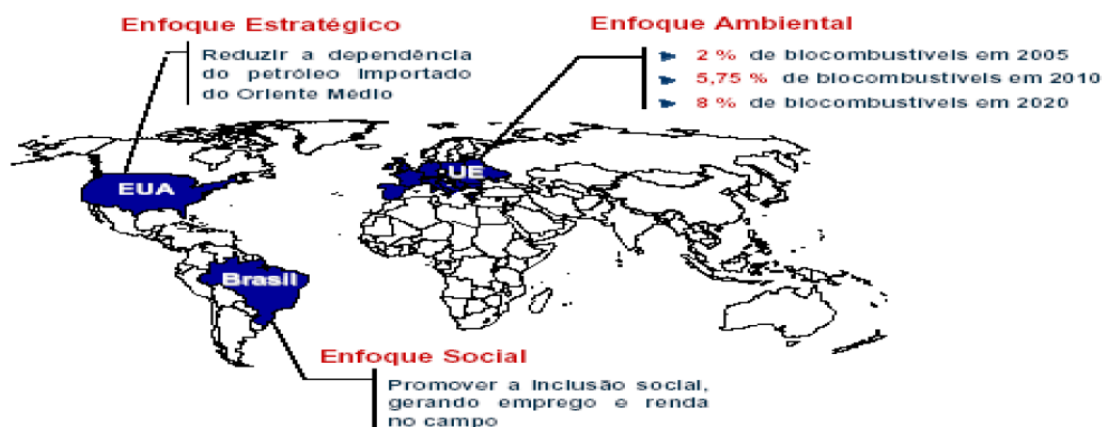 Enfoque Estratégico
Reduzir a dependência
do petróleo importado
do Oriente Médio
Enfoque Ambiental
2 % de biocombustíveis em 2005
5,75 % de biocombustíveis em 2010
8 % de biocombustíveis em 2020
EUA
UE
Brasil
Enfoque Social
Promover a inclusão social,
gerando emprego e renda
no campo